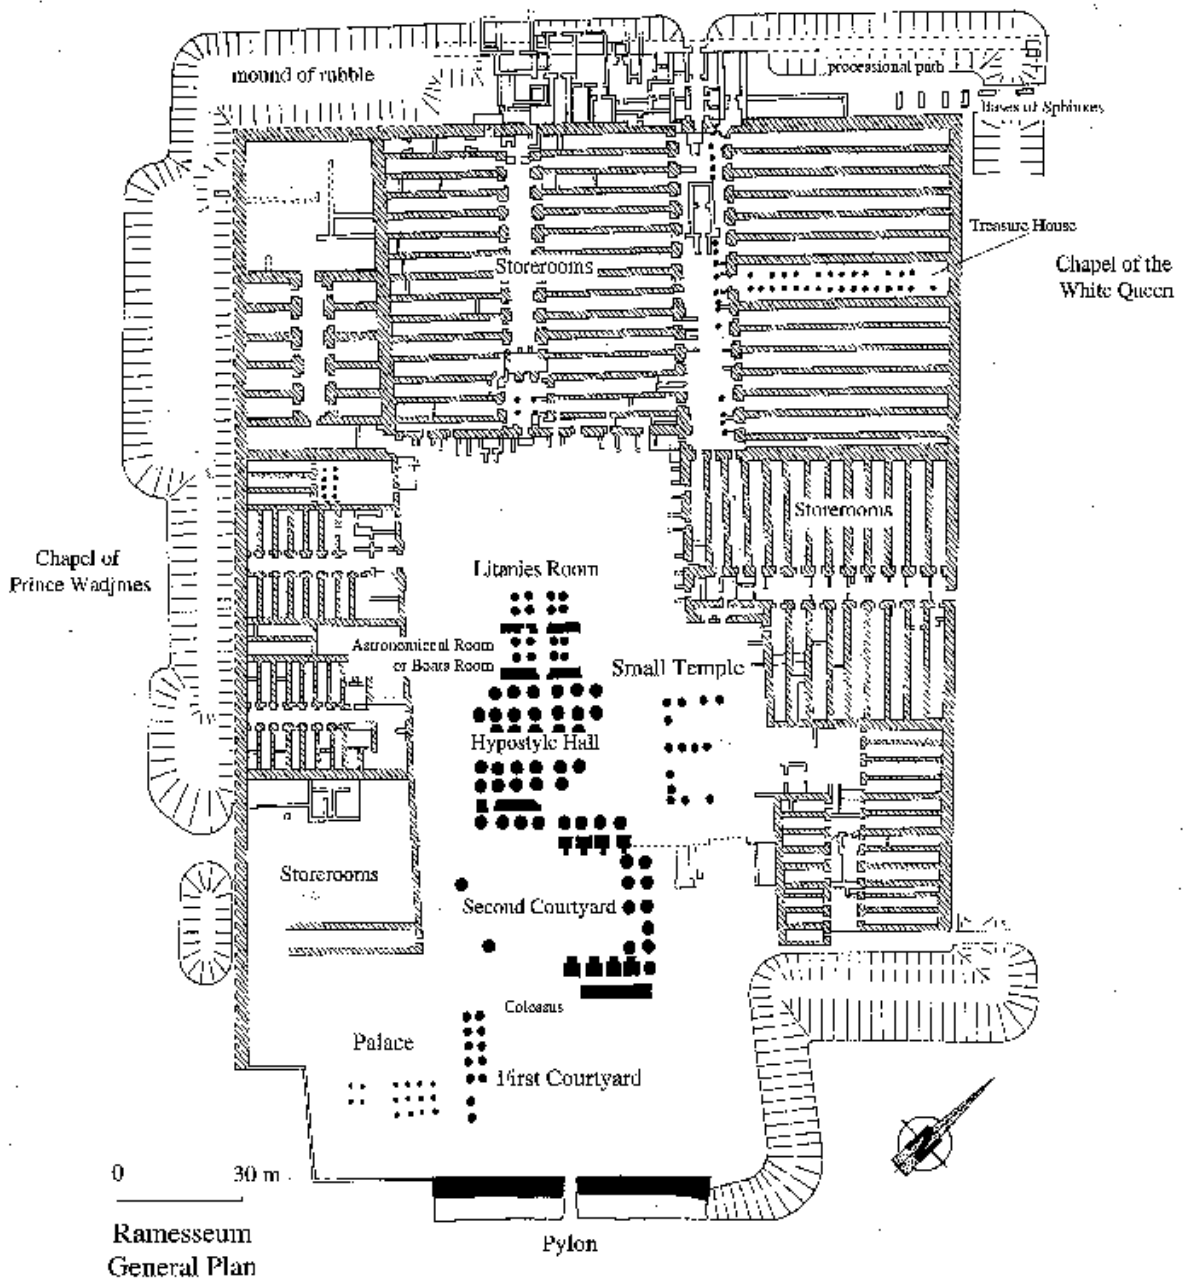 mound of rubble
processional path
Bases of Sphinxes
Treasure House
Storerooms
Chapel of the
White Queen
Storerooms
Chapel of
Prince Wadjmes
Litanies Room
Astronomical Room
or Boats Room
Small Temple
Hypostyle Hall
Storerooms
Second Courtyard
Colossus
Palace
First Courtyard
N
0 30 m
Ramesseum
General Plan
Pylon